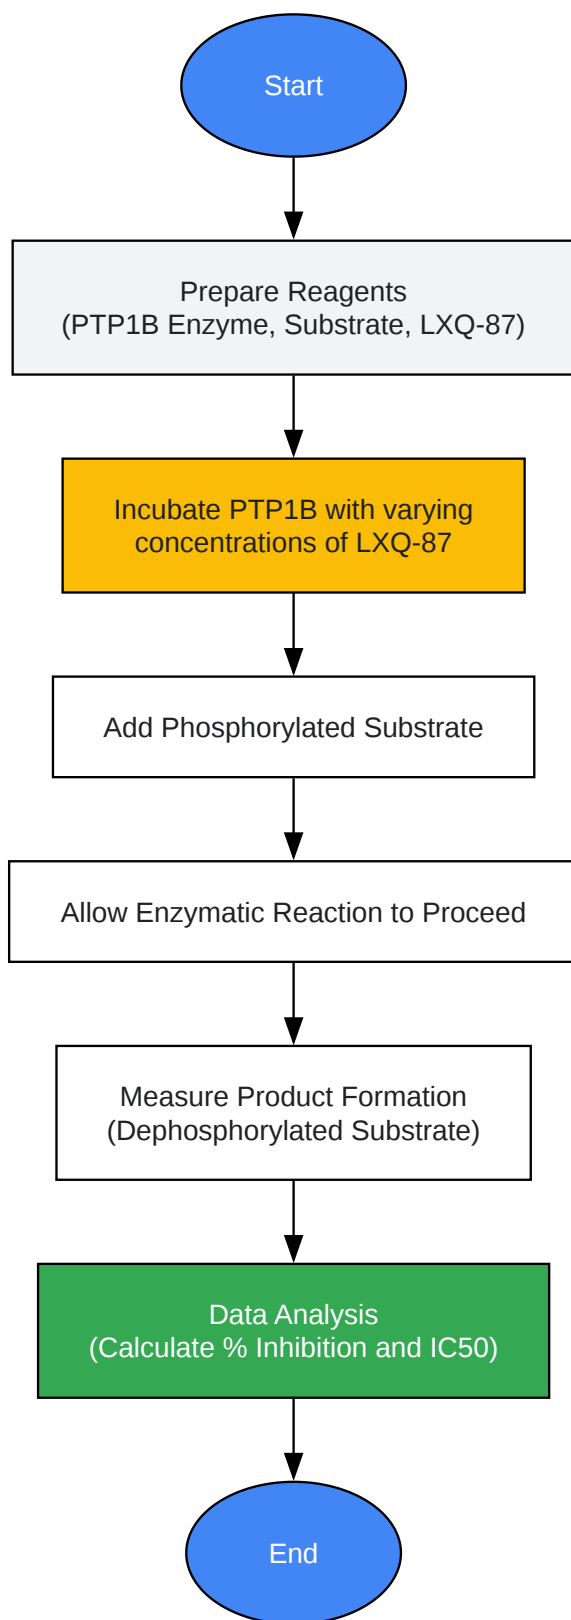 Start
Prepare Reagents
(PTP1B Enzyme, Substrate, LXQ-87)
Incubate PTP1B with varying
concentrations of LXQ-87
Add Phosphorylated Substrate
Allow Enzymatic Reaction to Proceed
Measure Product Formation
(Dephosphorylated Substrate)
Data Analysis
(Calculate % Inhibition and IC50)
End